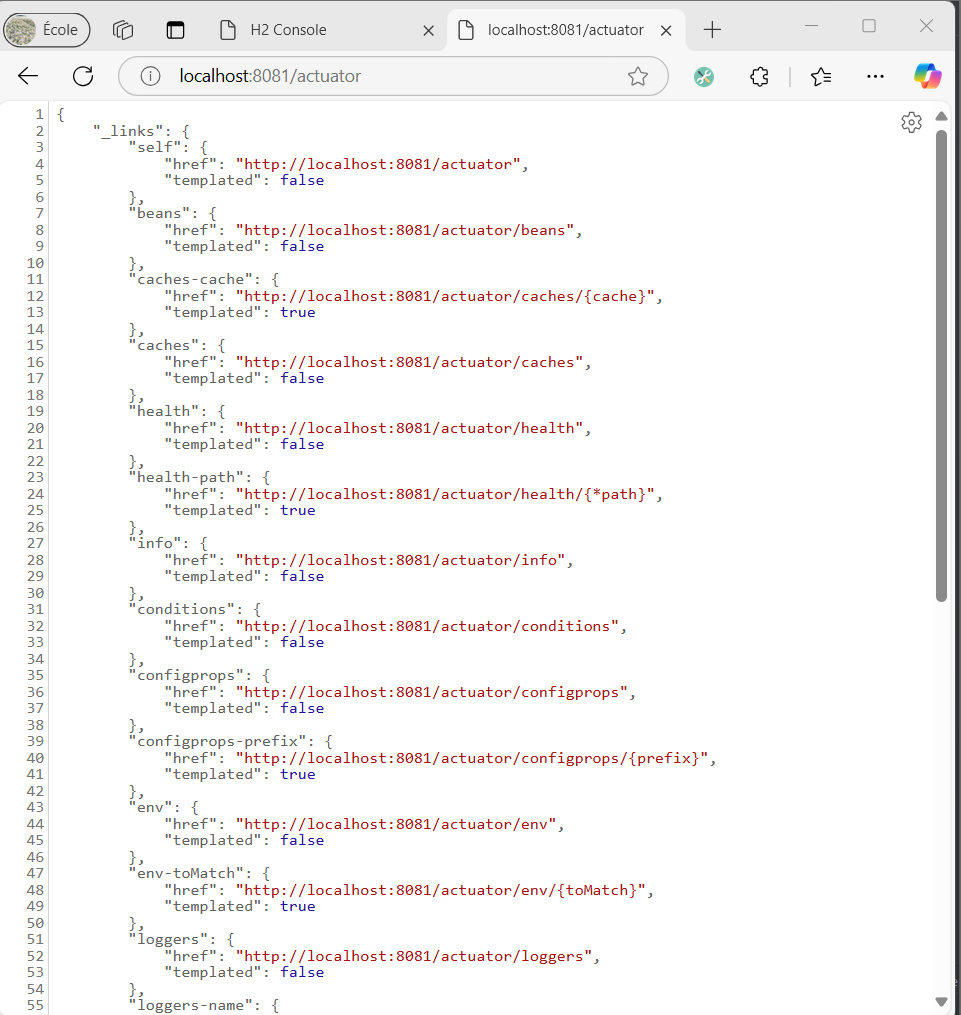 École
H2 Console
localhost:8081/actuator
localhost:8081/actuator
1 {
2     "_links": {
3         "self": {
4             "href": "http://localhost:8081/actuator",
5             "templated": false
6         },
7         "beans": {
8             "href": "http://localhost:8081/actuator/beans",
9             "templated": false
10         },
11         "caches-cache": {
12             "href": "http://localhost:8081/actuator/caches/{cache}",
13             "templated": true
14         },
15         "caches": {
16             "href": "http://localhost:8081/actuator/caches",
17             "templated": false
18         },
19         "health": {
20             "href": "http://localhost:8081/actuator/health",
21             "templated": false
22         },
23         "health-path": {
24             "href": "http://localhost:8081/actuator/health/{*path}",
25             "templated": true
26         },
27         "info": {
28             "href": "http://localhost:8081/actuator/info",
29             "templated": false
30         },
31         "conditions": {
32             "href": "http://localhost:8081/actuator/conditions",
33             "templated": false
34         },
35         "configprops": {
36             "href": "http://localhost:8081/actuator/configprops",
37             "templated": false
38         },
39         "configprops-prefix": {
40             "href": "http://localhost:8081/actuator/configprops/{prefix}",
41             "templated": true
42         },
43         "env": {
44             "href": "http://localhost:8081/actuator/env",
45             "templated": false
46         },
47         "env-toMatch": {
48             "href": "http://localhost:8081/actuator/env/{toMatch}",
49             "templated": true
50         },
51         "loggers": {
52             "href": "http://localhost:8081/actuator/loggers",
53             "templated": false
54         },
55         "loggers-name": {